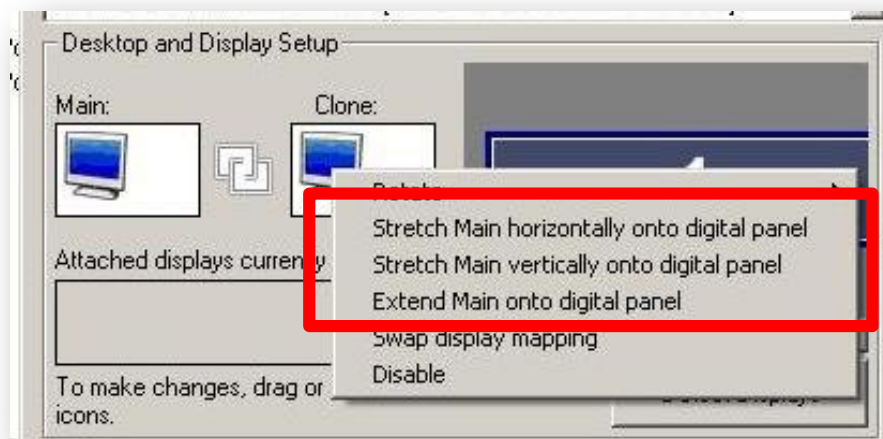 Desktop and Display Setup
Main:
Clone:
Rotate
Stretch Main horizontally onto digital panel
Stretch Main vertically onto digital panel
Extend Main onto digital panel
Swap display mapping
Disable
Attached displays currently
To make changes, drag or
icons.